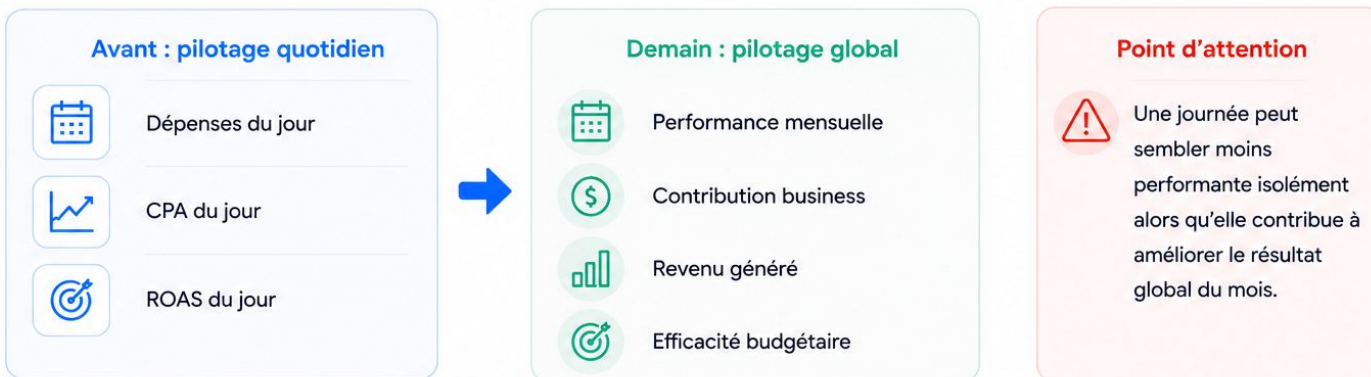 Avant : pilotage quotidien
Dépenses du jour
CPA du jour
ROAS du jour
Demain : pilotage global
Performance mensuelle
Contribution business
Revenu généré
Efficacité budgétaire
Point d’attention
Une journée peut
sembler moins
performante isolément
alors qu’elle contribue à
améliorer le résultat
global du mois.